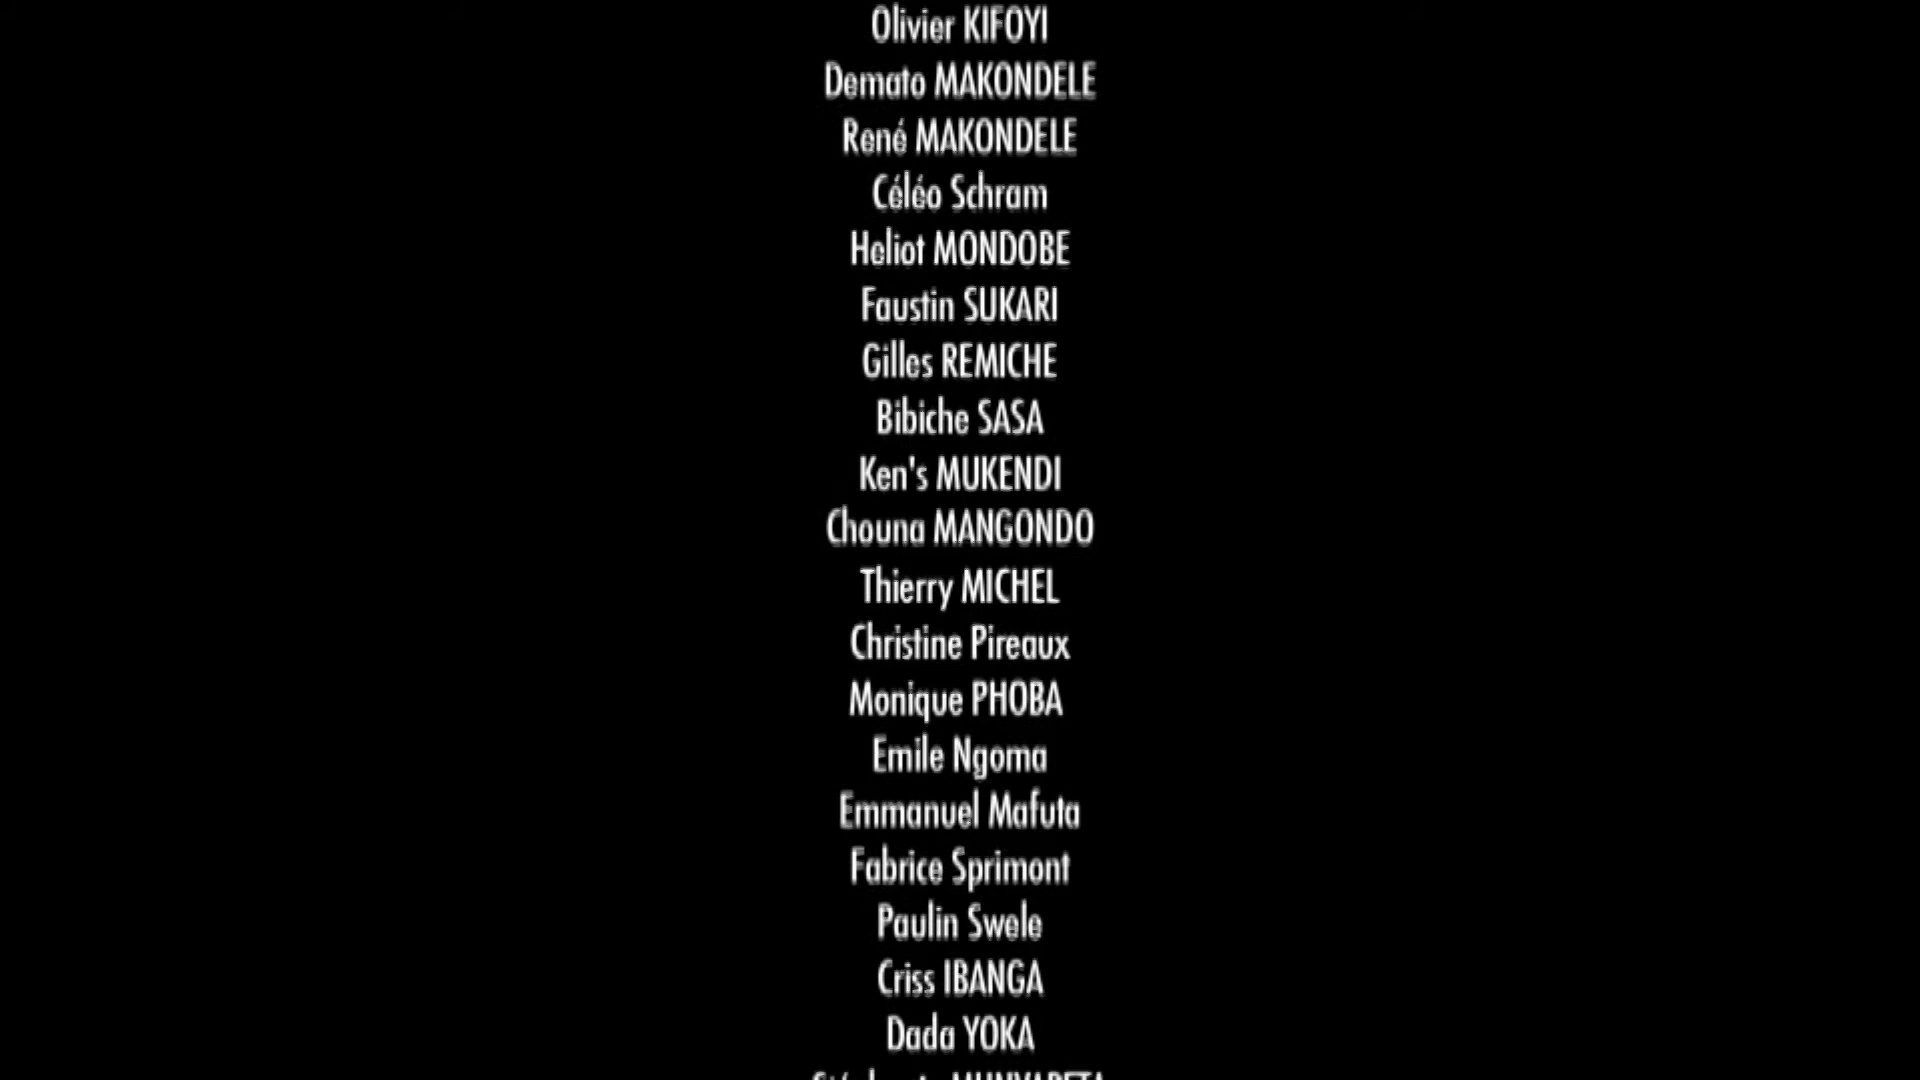 Olivier KIFOYI
Demato MAKONDELE
René MAKONDELE
Céléo Schram
Heliot MONDOBE
Faustin SUKARI
Gilles REMICHE
Bibiche SASA
Ken's MUKENDI
Chouna MANGONDO
Thierry MICHEL
Christine Pireaux
Monique PHOBA
Emile Ngoma
Emmanuel Mafuta
Fabrice Sprimont
Paulin Swele
Criss IBANGA
Dada YOKA